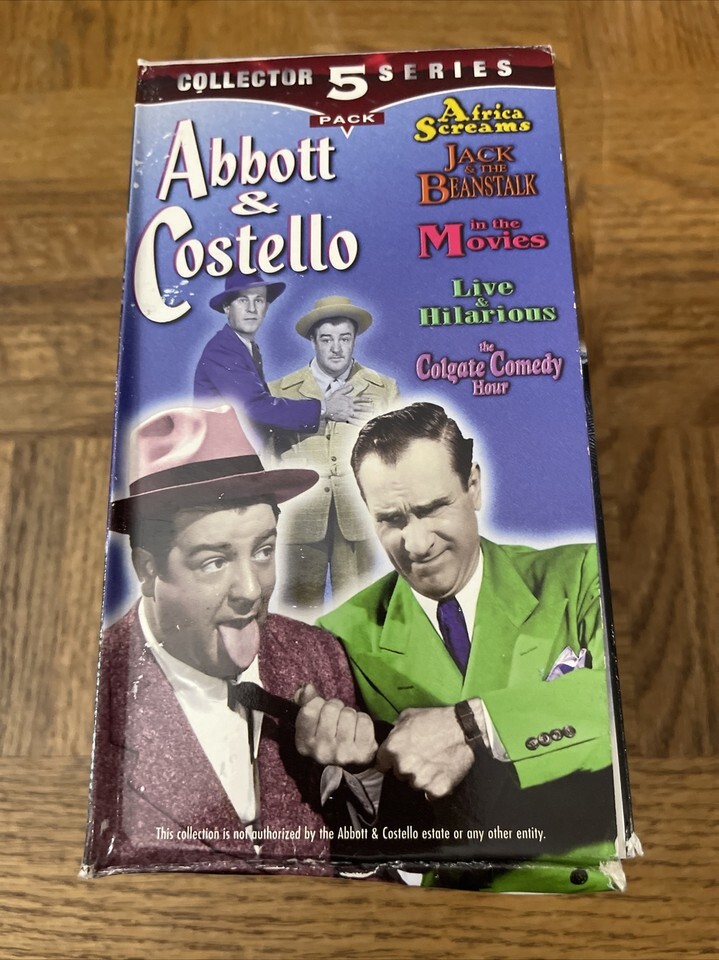 COLLECTOR 5 SERIES
PACK
Abbott
&
Costello
Africa
Screams
JACK
& THE
BEANSTALK
in the
Movies
Live
&
Hilarious
the
Colgate Comedy
Hour
This collection is not authorized by the Abbott & Costello estate or any other entity.